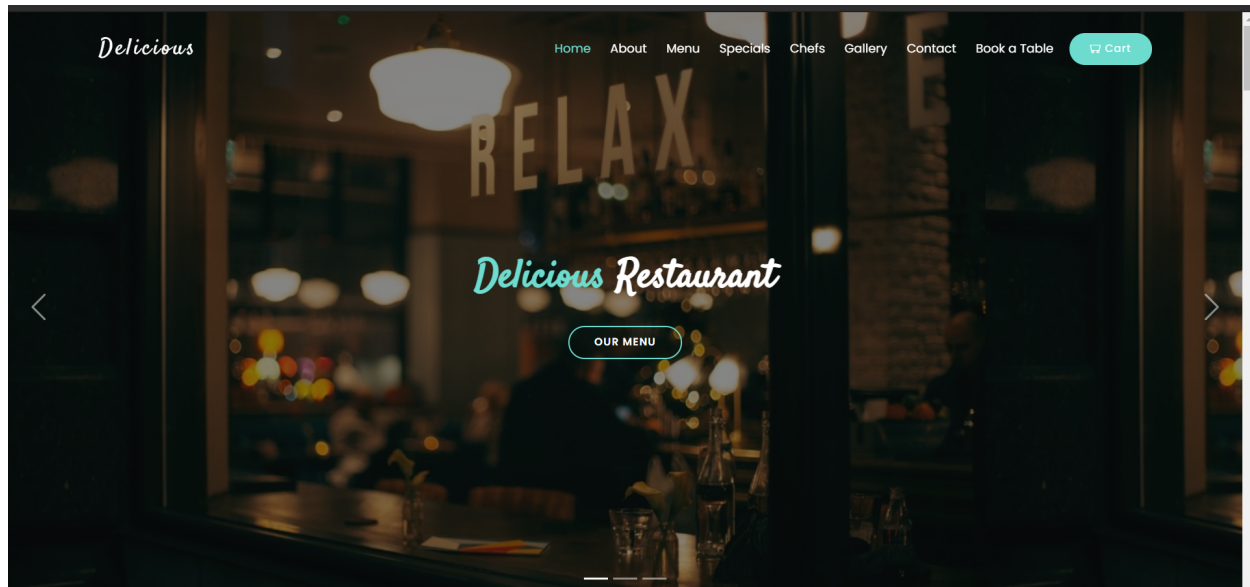 Delicious
Home About Menu Specials Chefs Gallery Contact Book a Table Cart
E
RELAX
Delicious Restaurant
OUR MENU